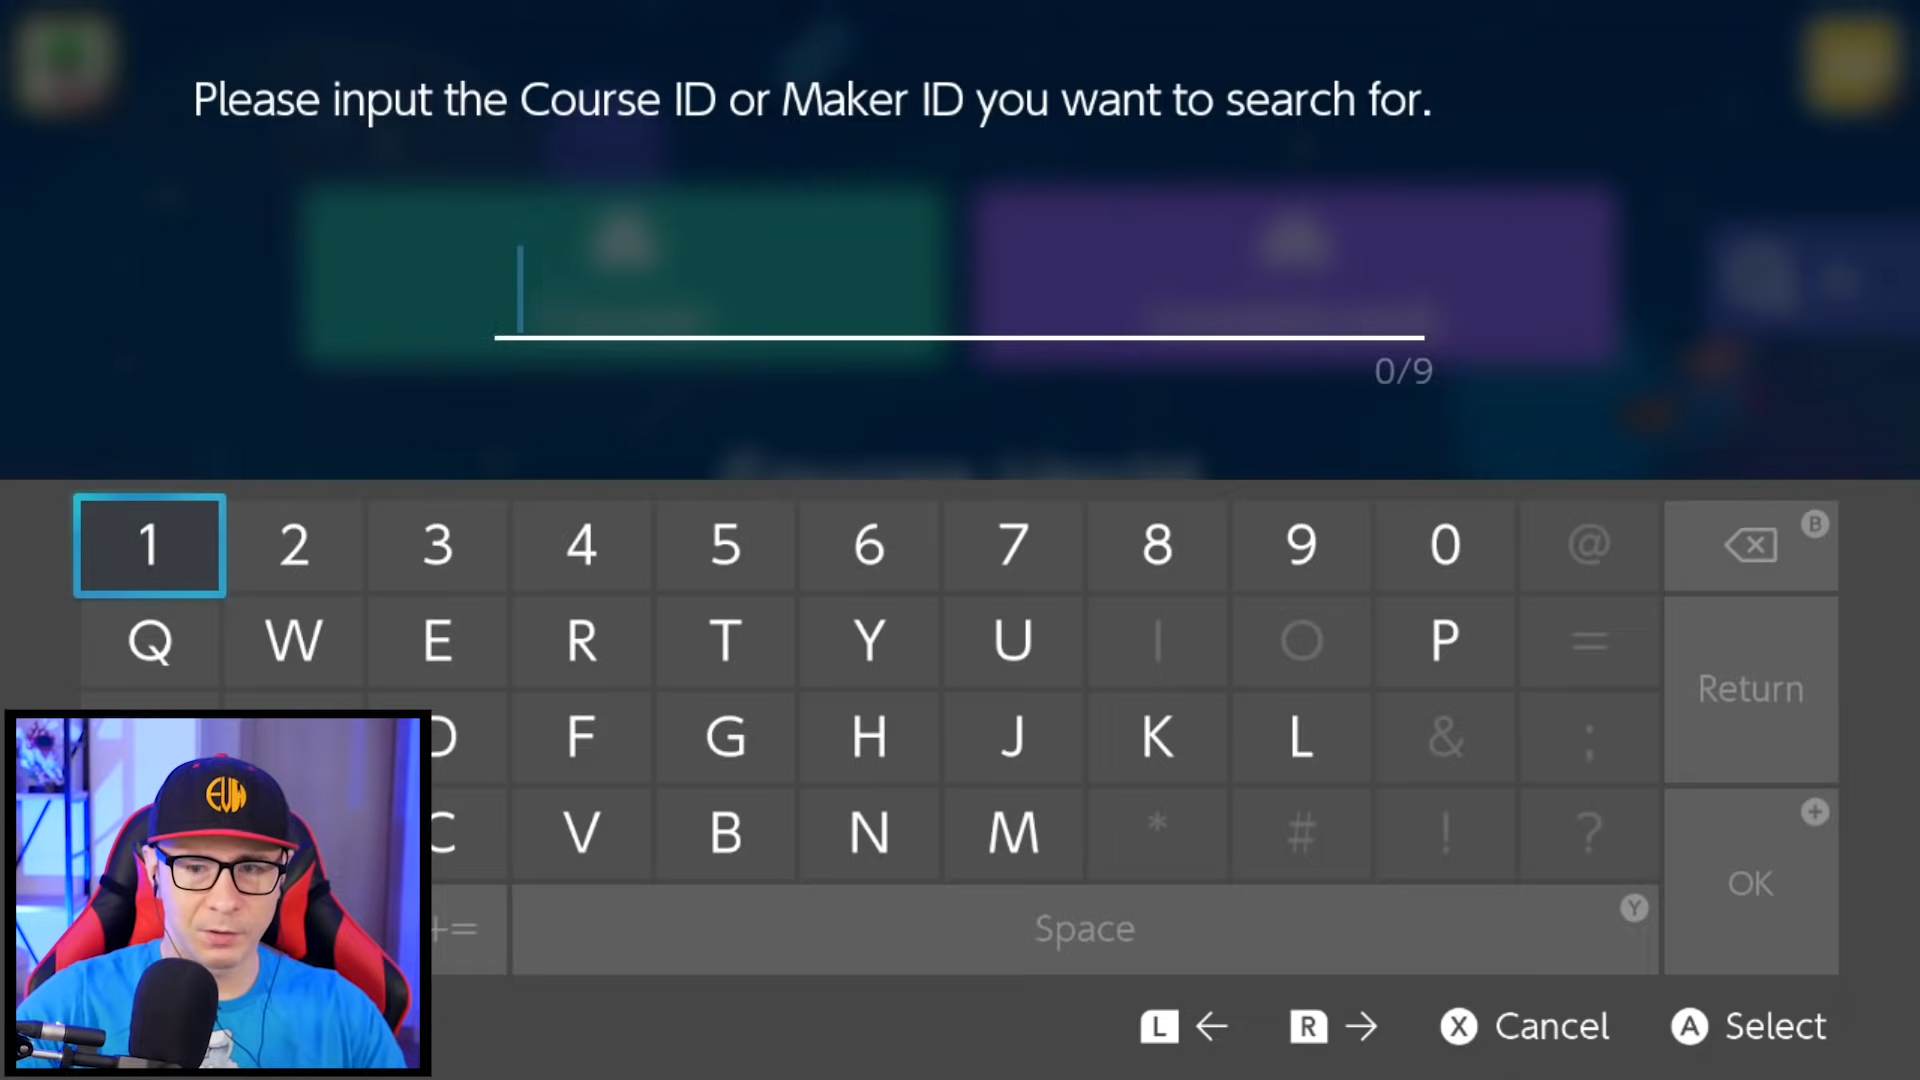 Please input the Course ID or Maker ID you want to search for.
0/9
1 2 3 4 5 6 7 8 9 0 @ B
Q W E R T Y U I O P =
Return
D F G H J K L & ;
EVW
C V B N M * # ! ? +
OK
+= Space Y
L ← R → X Cancel A Select